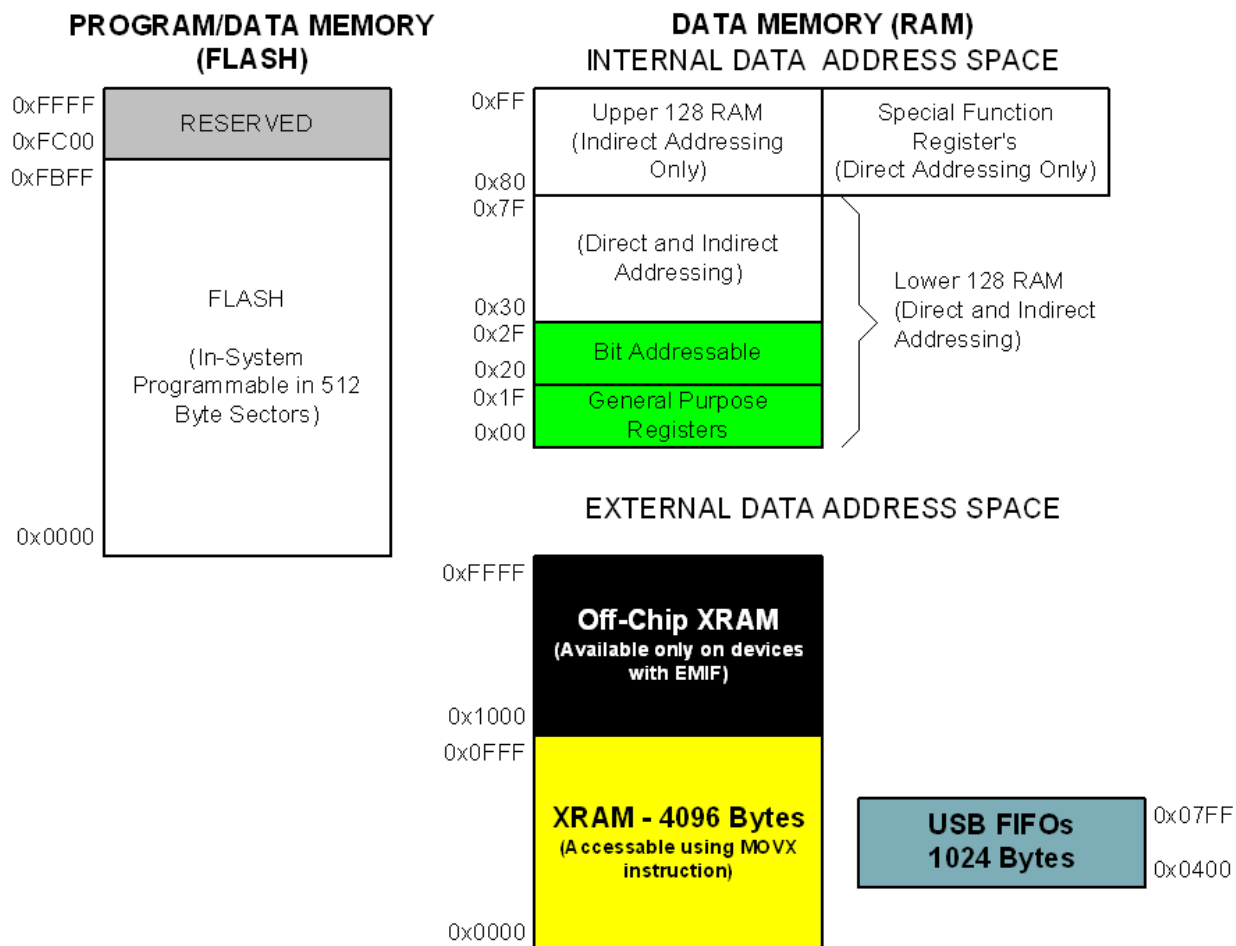 PROGRAM/DATA MEMORY
(FLASH)
0xFFFF
RESERVED
0xFC00
0xFBFF
FLASH
(In-System
Programmable in 512
Byte Sectors)
0x0000
DATA MEMORY (RAM)
INTERNAL DATA ADDRESS SPACE
0xFF
Upper 128 RAM
(Indirect Addressing
Only)
0x80
Special Function
Register's
(Direct Addressing Only)
0x7F
(Direct and Indirect
Addressing)
0x30
0x2F
Bit Addressable
0x20
0x1F
General Purpose
Registers
0x00
Lower 128 RAM
(Direct and Indirect
Addressing)
EXTERNAL DATA ADDRESS SPACE
0xFFFF
Off-Chip XRAM
(Available only on devices
with EMIF)
0x1000
0x0FFF
XRAM - 4096 Bytes
(Accessable using MOVX
instruction)
0x0000
USB FIFOs
1024 Bytes
0x07FF
0x0400